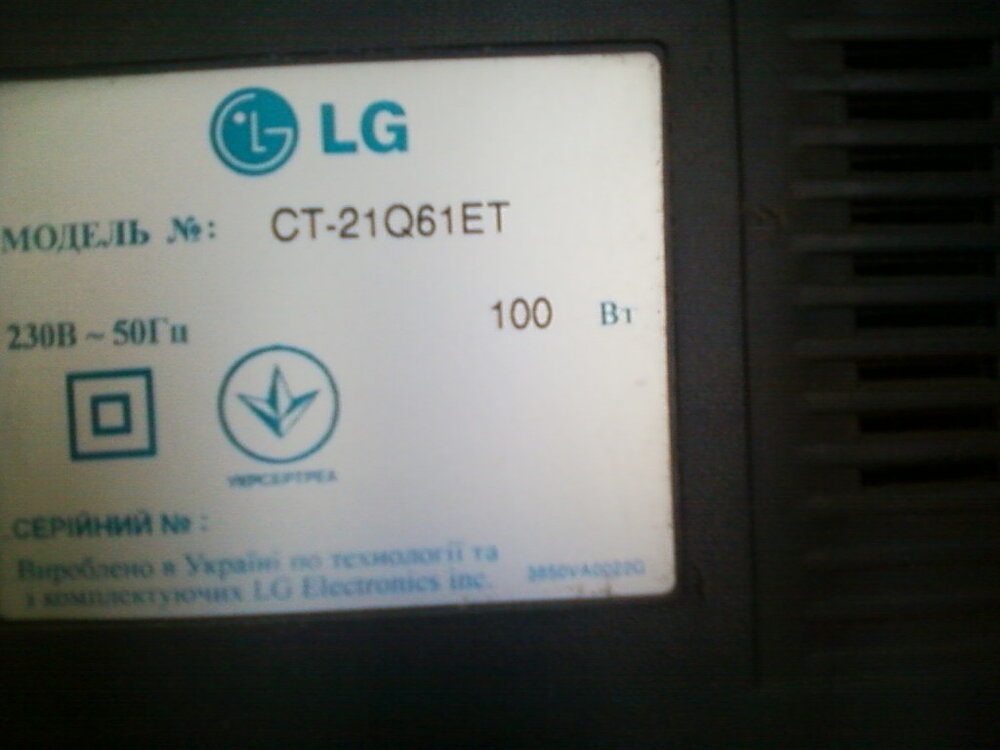 LG
МОДЕЛЬ №: CT-21Q61ET
230В ~ 50Гц 100 Вт
УКРСЕРТРЕА
СЕРІЙНИЙ № :
Вироблено в Україні по технології та
з комплектуючих LG Electronics inc. 3850VA0022G